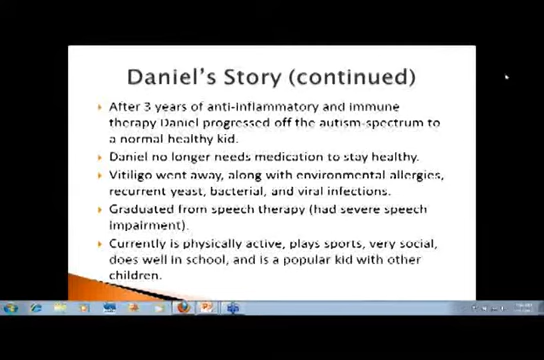 Daniel's Story (continued)
After 3 years of anti-inflammatory and immune
therapy Daniel progressed off the autism-spectrum to
a normal healthy kid.
Daniel no longer needs medication to stay healthy.
Vitiligo went away, along with environmental allergies,
recurrent yeast, bacterial, and viral infections.
Graduated from speech therapy (had severe speech
impairment).
Currently is physically active, plays sports, very social,
does well in school, and is a popular kid with other
children.